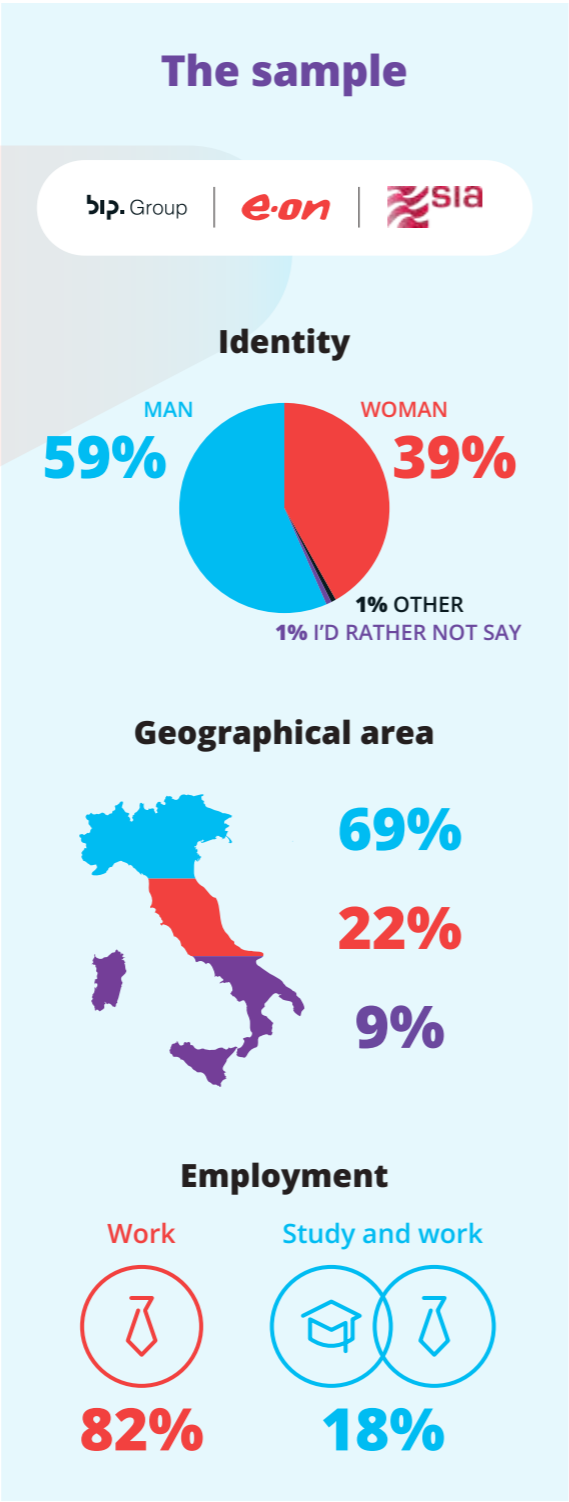 The sample
bip. Group
e·on
sia
Identity
MAN
59%
WOMAN
39%
1% OTHER
1% I'D RATHER NOT SAY
Geographical area
69%
22%
9%
Employment
Work
Study and work
82%
18%